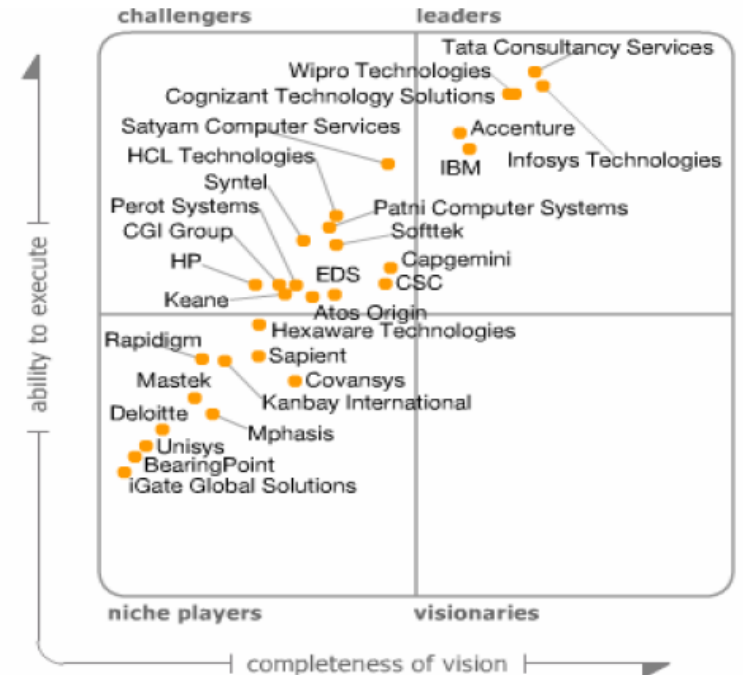 challengers
leaders
Tata Consultancy Services
Wipro Technologies
Cognizant Technology Solutions
Satyam Computer Services
Accenture
HCL Technologies
IBM
Infosys Technologies
Syntel
Perot Systems
Patni Computer Systems
CGI Group
Softtek
HP
EDS
Capgemini
CSC
Keane
Atos Origin
Hexaware Technologies
Rapidigm
Sapient
Mastek
Covansys
Kanbay International
Deloitte
Mphasis
Unisys
BearingPoint
iGate Global Solutions
ability to execute
niche players
visionaries
completeness of vision